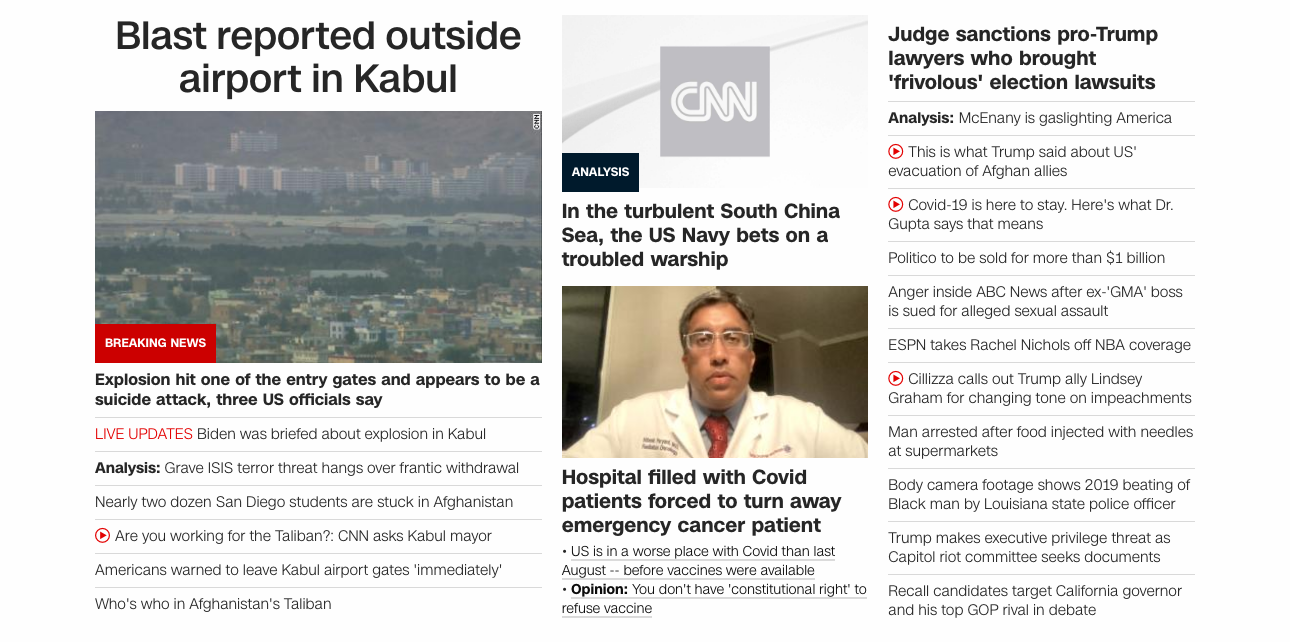 Blast reported outside
airport in Kabul
CNN
BREAKING NEWS
Explosion hit one of the entry gates and appears to be a
suicide attack, three US officials say
LIVE UPDATES Biden was briefed about explosion in Kabul
Analysis: Grave ISIS terror threat hangs over frantic withdrawal
Nearly two dozen San Diego students are stuck in Afghanistan
Are you working for the Taliban?: CNN asks Kabul mayor
Americans warned to leave Kabul airport gates 'immediately'
Who's who in Afghanistan's Taliban
CNN
ANALYSIS
In the turbulent South China
Sea, the US Navy bets on a
troubled warship
Hospital filled with Covid
patients forced to turn away
emergency cancer patient
• US is in a worse place with Covid than last
August -- before vaccines were available
• Opinion: You don't have 'constitutional right' to
refuse vaccine
Judge sanctions pro-Trump
lawyers who brought
'frivolous' election lawsuits
Analysis: McEnany is gaslighting America
This is what Trump said about US'
evacuation of Afghan allies
Covid-19 is here to stay. Here's what Dr.
Gupta says that means
Politico to be sold for more than $1 billion
Anger inside ABC News after ex-'GMA' boss
is sued for alleged sexual assault
ESPN takes Rachel Nichols off NBA coverage
Cillizza calls out Trump ally Lindsey
Graham for changing tone on impeachments
Man arrested after food injected with needles
at supermarkets
Body camera footage shows 2019 beating of
Black man by Louisiana state police officer
Trump makes executive privilege threat as
Capitol riot committee seeks documents
Recall candidates target California governor
and his top GOP rival in debate